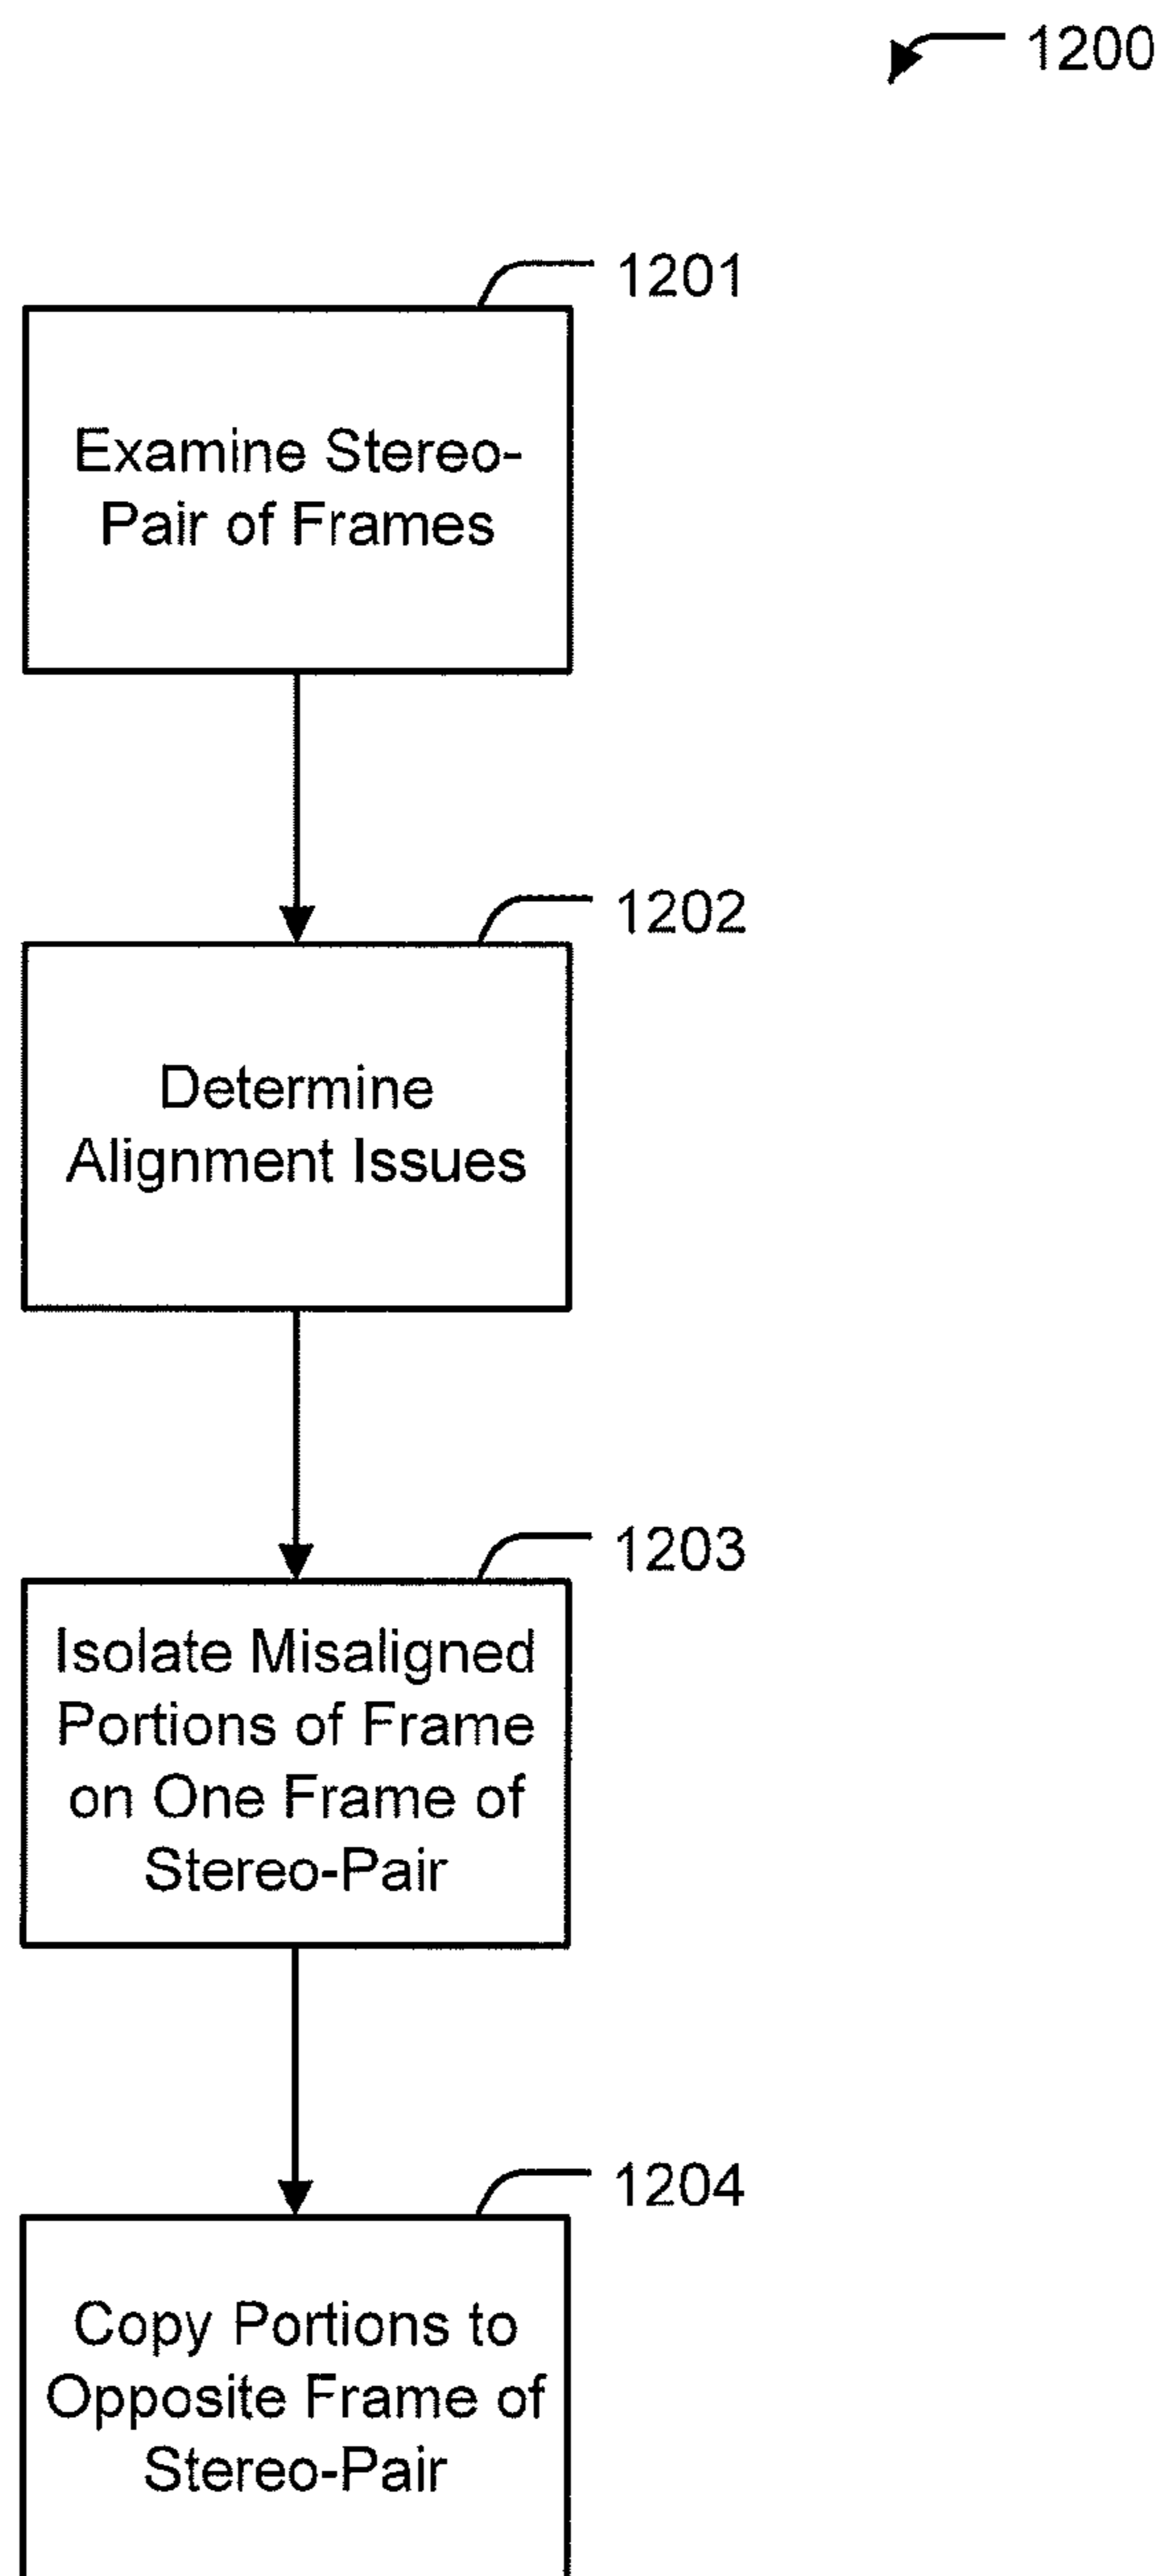 1200
1201
Examine Stereo-
Pair of Frames
1202
Determine
Alignment Issues
1203
Isolate Misaligned
Portions of Frame
on One Frame of
Stereo-Pair
1204
Copy Portions to
Opposite Frame of
Stereo-Pair